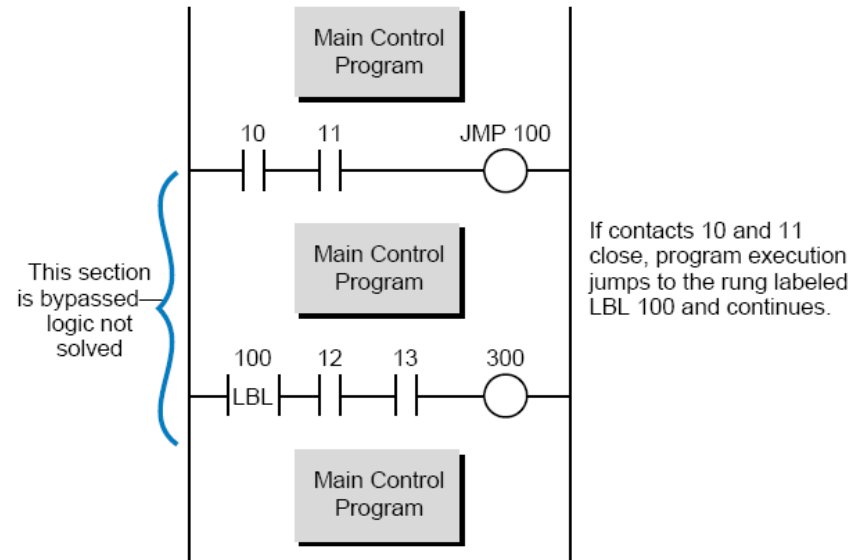 Main Control
Program
10 11 JMP 100
This section
is bypassed—
logic not
solved
Main Control
Program
If contacts 10 and 11
close, program execution
jumps to the rung labeled
LBL 100 and continues.
100 12 13 300
LBL
Main Control
Program